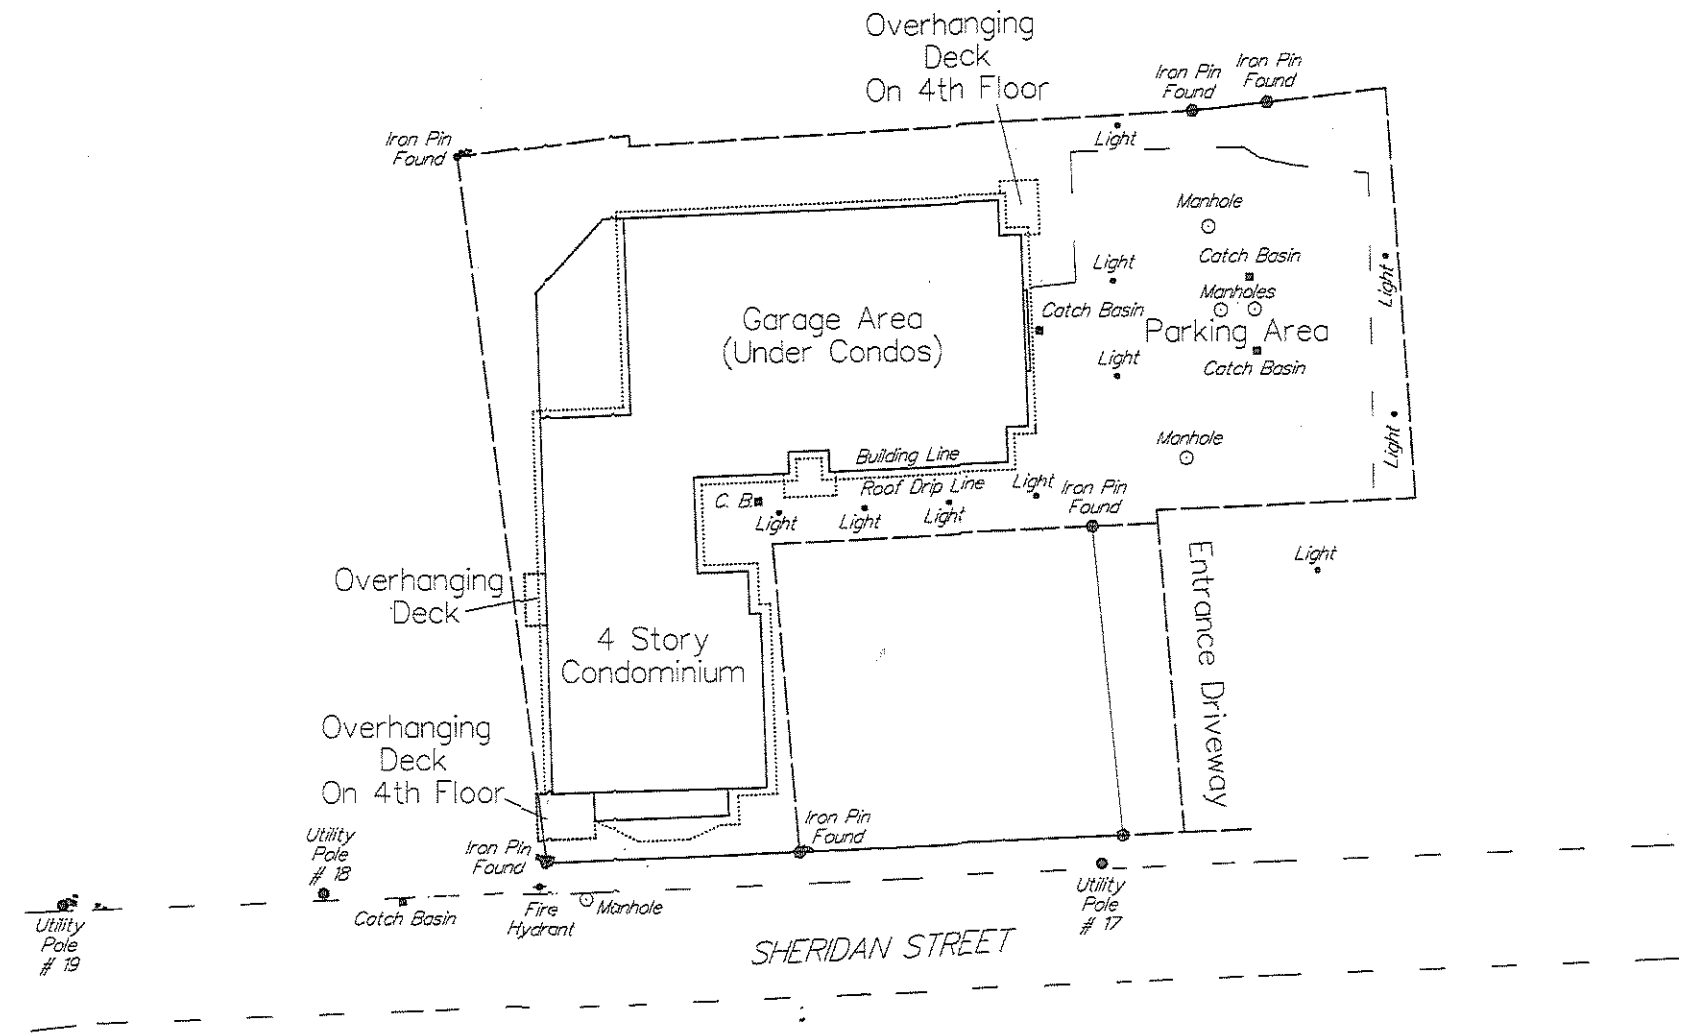 Overhanging
Deck
On 4th Floor
Iron Pin
Found
Iron Pin
Found
Iron Pin
Found
Light
Manhole
Catch Basin
Light
Manholes
Light
Catch Basin
Parking Area
Garage Area
(Under Condos)
Light
Catch Basin
Light
Manhole
Building Line
Roof Drip Line
Light
Iron Pin
Found
C. B.
Light
Light
Light
Entrance Driveway
Light
Overhanging
Deck
4 Story
Condominium
Overhanging
Deck
On 4th Floor
Iron Pin
Found
Iron Pin
Found
Utility
Pole
# 18
Utility
Pole
# 17
Catch Basin
Fire
Hydrant
Manhole
Utility
Pole
# 19
SHERIDAN STREET